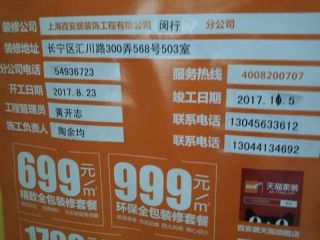 装修公司 上海百安居装饰工程有限公司 闵行 分公司
装修地址 长宁区汇川路300弄568号503室
分公司电话 54936723 服务热线 4008200707
开工日期 2017.8.23 竣工日期 2017.10.5
工程管理员 黄开志 联系电话 13045633612
施工负责人 陶余均 联系电话 13044134692
699元/㎡
精致全包装修套餐
999元/㎡
环保全包装修套餐
天猫家装
百安居天猫旗舰店